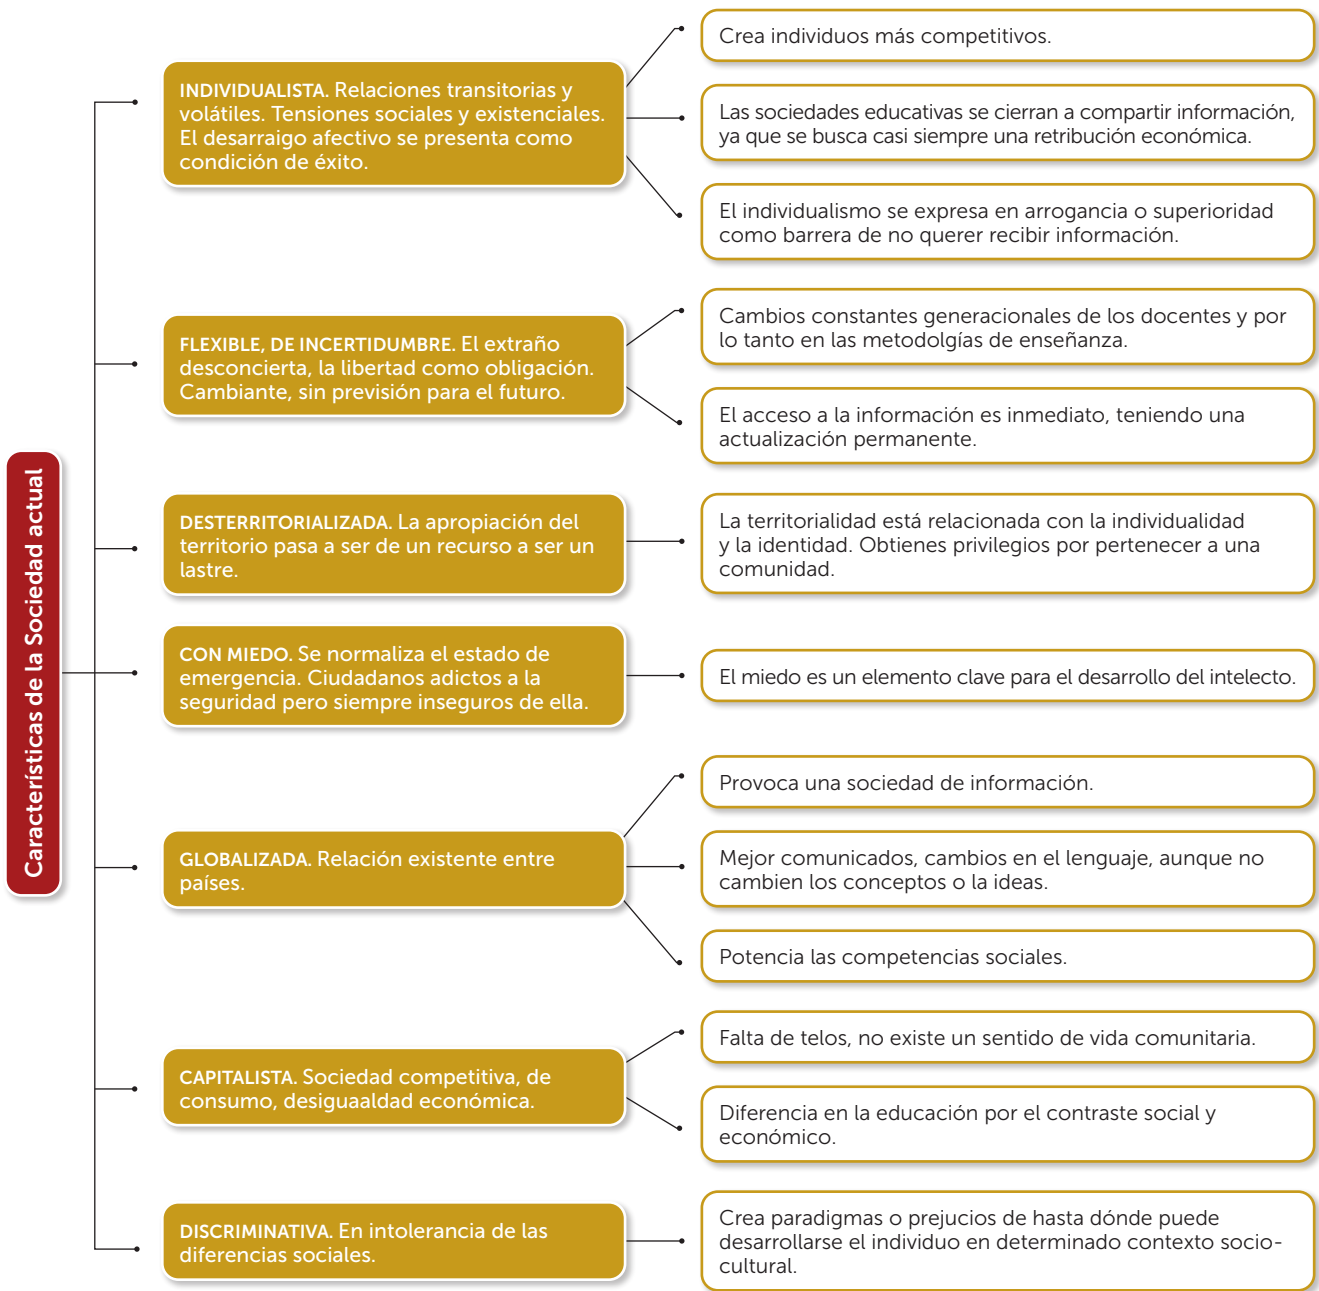 Características de la Sociedad actual
INDIVIDUALISTA. Relaciones transitorias y
volátiles. Tensiones sociales y existenciales.
El desarraigo afectivo se presenta como
condición de éxito.
Crea individuos más competitivos.
Las sociedades educativas se cierran a compartir información,
ya que se busca casi siempre una retribución económica.
El individualismo se expresa en arrogancia o superioridad
como barrera de no querer recibir información.
FLEXIBLE, DE INCERTIDUMBRE. El extraño
desconcierta, la libertad como obligación.
Cambiante, sin previsión para el futuro.
Cambios constantes generacionales de los docentes y por
lo tanto en las metodolgías de enseñanza.
El acceso a la información es inmediato, teniendo una
actualización permanente.
DESTERRITORIALIZADA. La apropiación del
territorio pasa a ser de un recurso a ser un
lastre.
La territorialidad está relacionada con la individualidad
y la identidad. Obtienes privilegios por pertenecer a una
comunidad.
CON MIEDO. Se normaliza el estado de
emergencia. Ciudadanos adictos a la
seguridad pero siempre inseguros de ella.
El miedo es un elemento clave para el desarrollo del intelecto.
GLOBALIZADA. Relación existente entre
países.
Provoca una sociedad de información.
Mejor comunicados, cambios en el lenguaje, aunque no
cambien los conceptos o la ideas.
Potencia las competencias sociales.
CAPITALISTA. Sociedad competitiva, de
consumo, desiguaaldad económica.
Falta de telos, no existe un sentido de vida comunitaria.
Diferencia en la educación por el contraste social y
económico.
DISCRIMINATIVA. En intolerancia de las
diferencias sociales.
Crea paradigmas o prejucios de hasta dónde puede
desarrollarse el individuo en determinado contexto socio-
cultural.